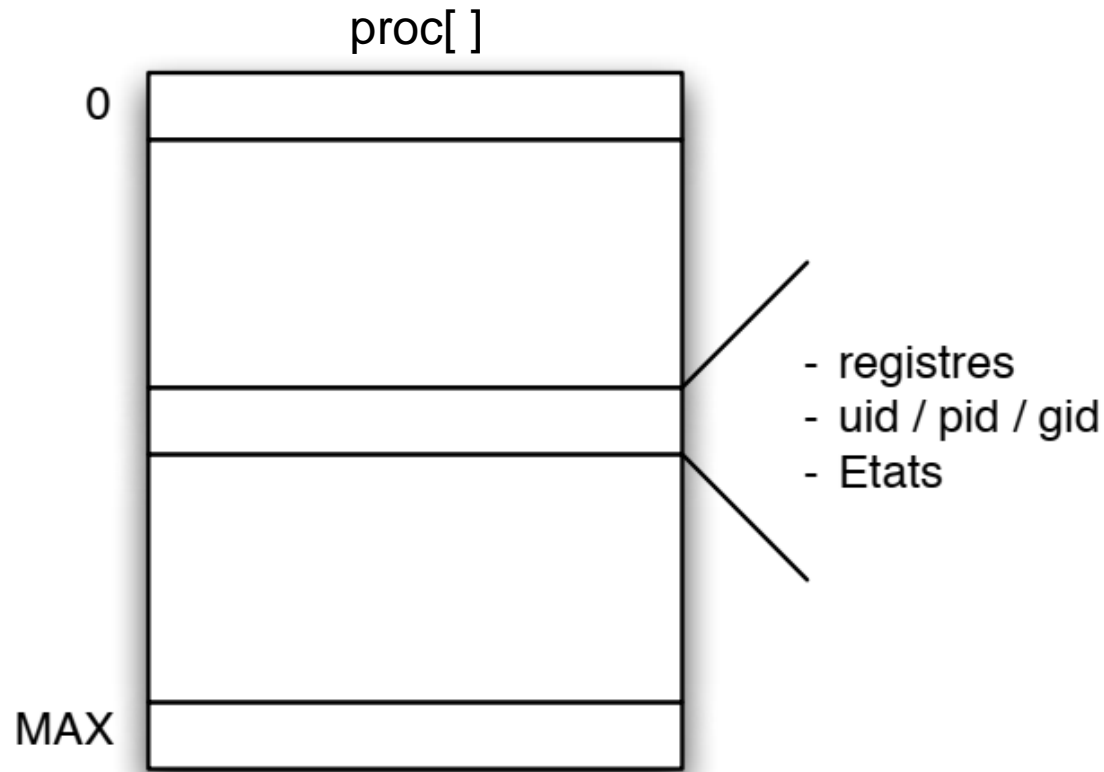 proc[ ]
0
- registres
- uid / pid / gid
- Etats
MAX